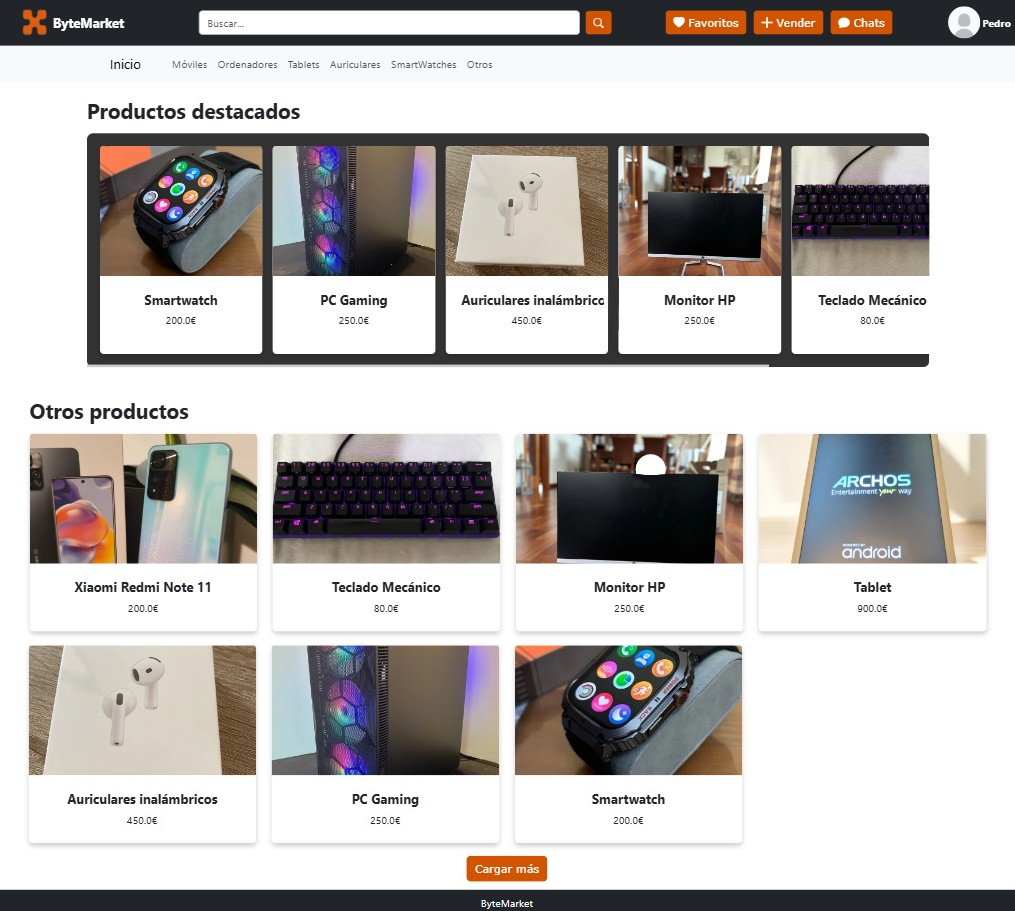 ByteMarket
Buscar...
Favoritos
Vender
Chats
Pedro
Inicio
Móviles
Ordenadores
Tablets
Auriculares
SmartWatches
Otros
Productos destacados
Smartwatch
200.0€
PC Gaming
250.0€
Auriculares inalámbrico
450.0€
Monitor HP
250.0€
Teclado Mecánico
80.0€
Otros productos
Xiaomi Redmi Note 11
200.0€
Teclado Mecánico
80.0€
Monitor HP
250.0€
ARCHOS
Entertainment your way
POWERED BY
android
Tablet
900.0€
Auriculares inalámbricos
450.0€
PC Gaming
250.0€
Smartwatch
200.0€
Cargar más
ByteMarket